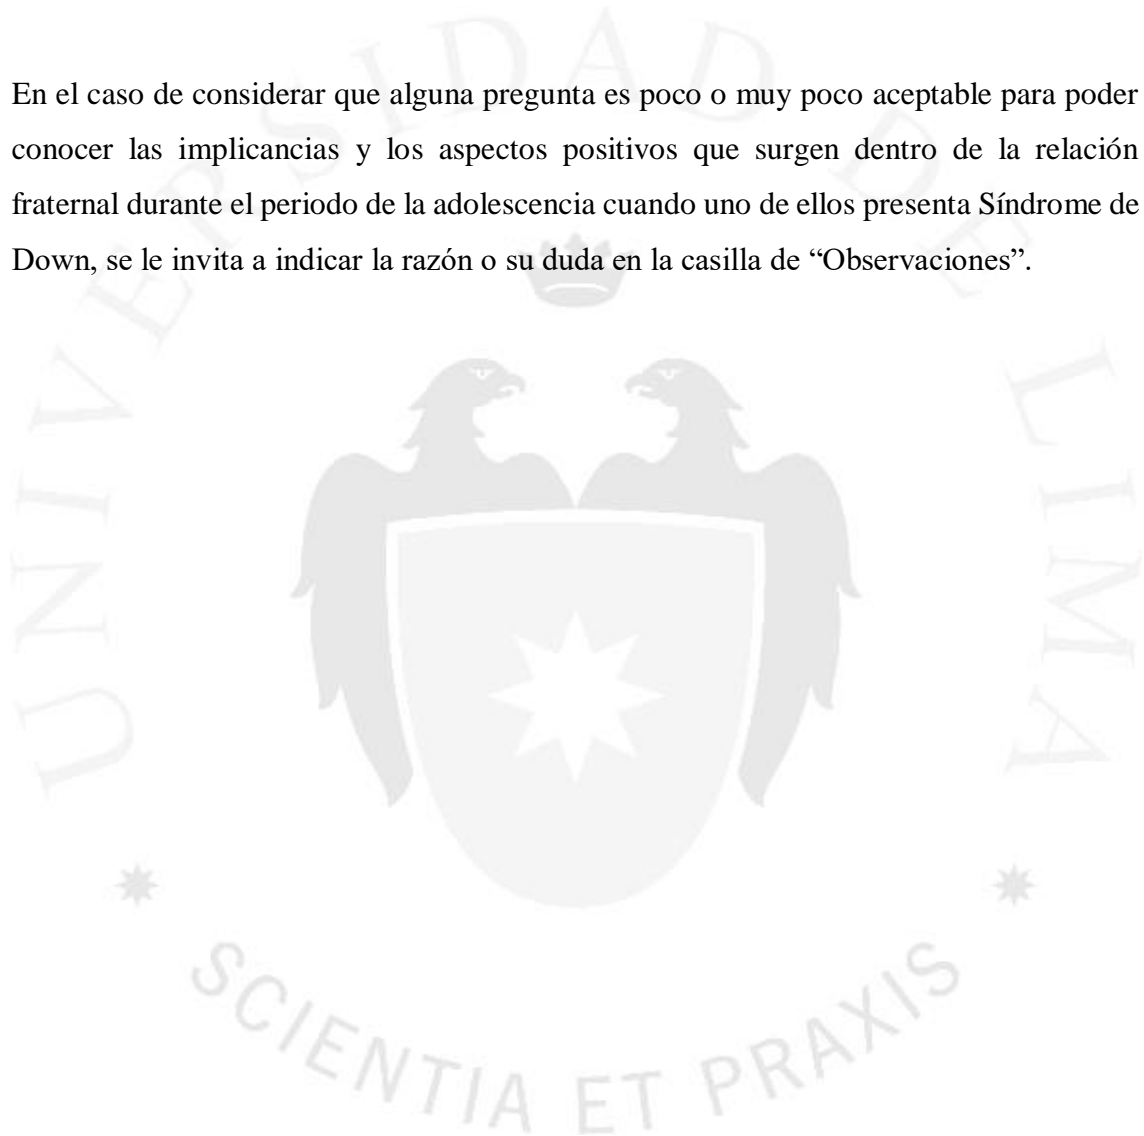 En el caso de considerar que alguna pregunta es poco o muy poco aceptable para poder
conocer las implicancias y los aspectos positivos que surgen dentro de la relación
fraternal durante el periodo de la adolescencia cuando uno de ellos presenta Síndrome de
Down, se le invita a indicar la razón o su duda en la casilla de “Observaciones”.
UNIVERSIDAD DE LIMA
SCIENTIA ET PRAXIS